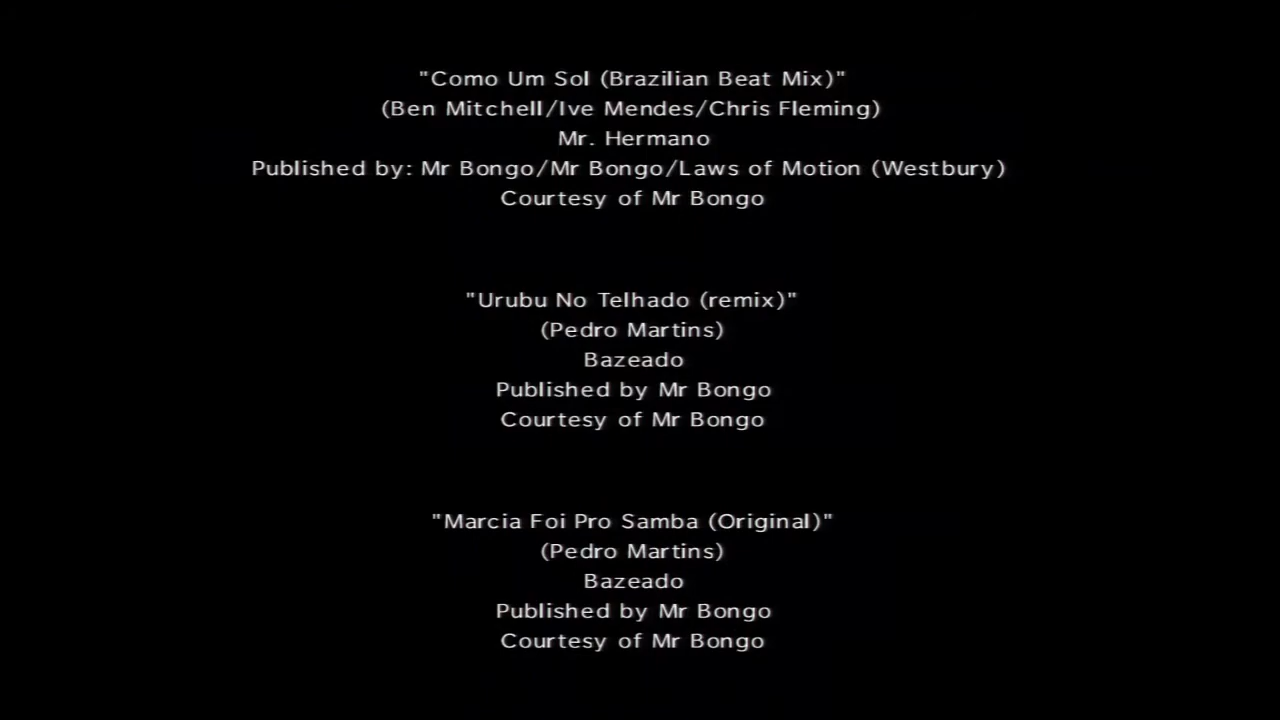 "Como Um Sol (Brazilian Beat Mix)"
(Ben Mitchell/Ive Mendes/Chris Fleming)
Mr. Hermano
Published by: Mr Bongo/Mr Bongo/Laws of Motion (Westbury)
Courtesy of Mr Bongo
"Urubu No Telhado (remix)"
(Pedro Martins)
Bazeado
Published by Mr Bongo
Courtesy of Mr Bongo
"Marcia Foi Pro Samba (Original)"
(Pedro Martins)
Bazeado
Published by Mr Bongo
Courtesy of Mr Bongo